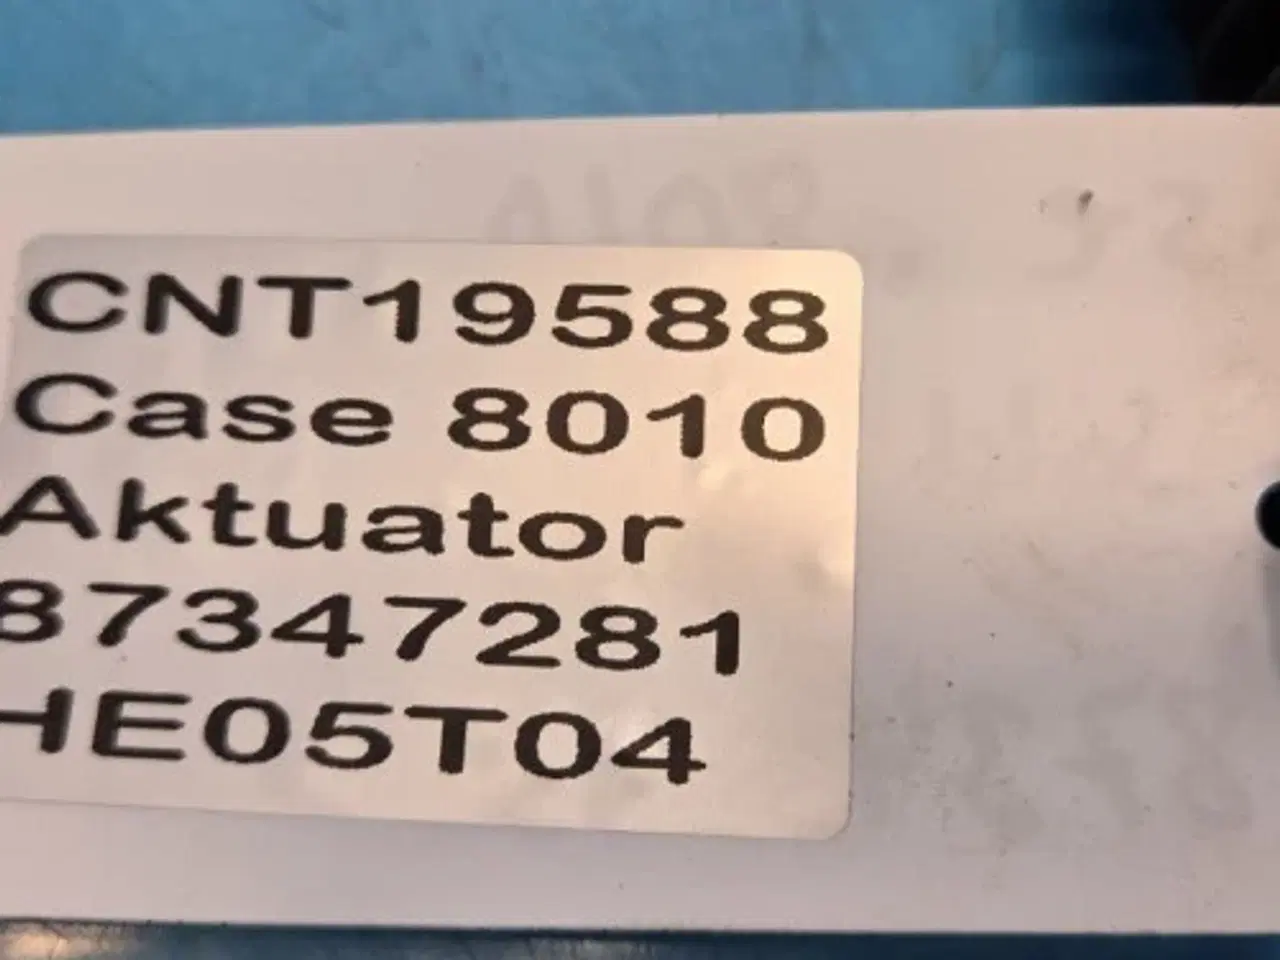 CNT19588
Case 8010
Aktuator
87347281
HE05T04